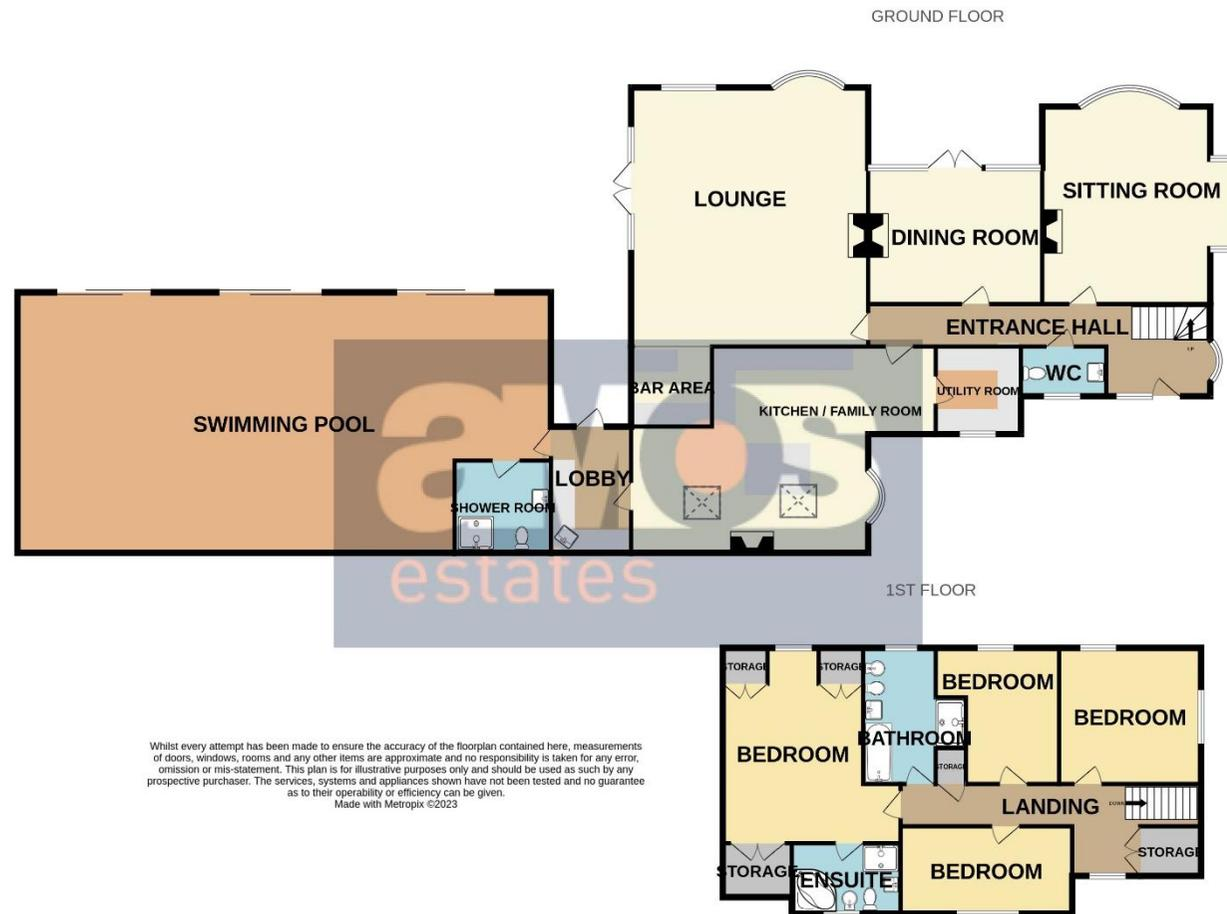 GROUND FLOOR
LOUNGE
SITTING ROOM
DINING ROOM
ENTRANCE HALL
UP
BAR AREA
WC
UTILITY ROOM
KITCHEN / FAMILY ROOM
SWIMMING POOL
LOBBY
SHOWER ROOM
avos
estates
1ST FLOOR
STORAGE
STORAGE
BEDROOM
BEDROOM
BEDROOM
BATHROOM
BEDROOM
STORAGE
LANDING
DOWN
STORAGE
ENSUITE
BEDROOM
STORAGE
Whilst every attempt has been made to ensure the accuracy of the floorplan contained here, measurements
of doors, windows, rooms and any other items are approximate and no responsibility is taken for any error,
omission or mis-statement. This plan is for illustrative purposes only and should be used as such by any
prospective purchaser. The services, systems and appliances shown have not been tested and no guarantee
as to their operability or efficiency can be given.
Made with Metropix ©2023